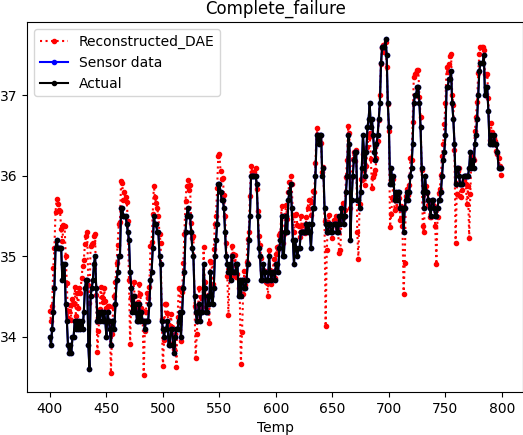 Complete_failure
Reconstructed_DAE
Sensor data
Actual
37
36
35
34
400 450 500 550 600 650 700 750 800
Temp